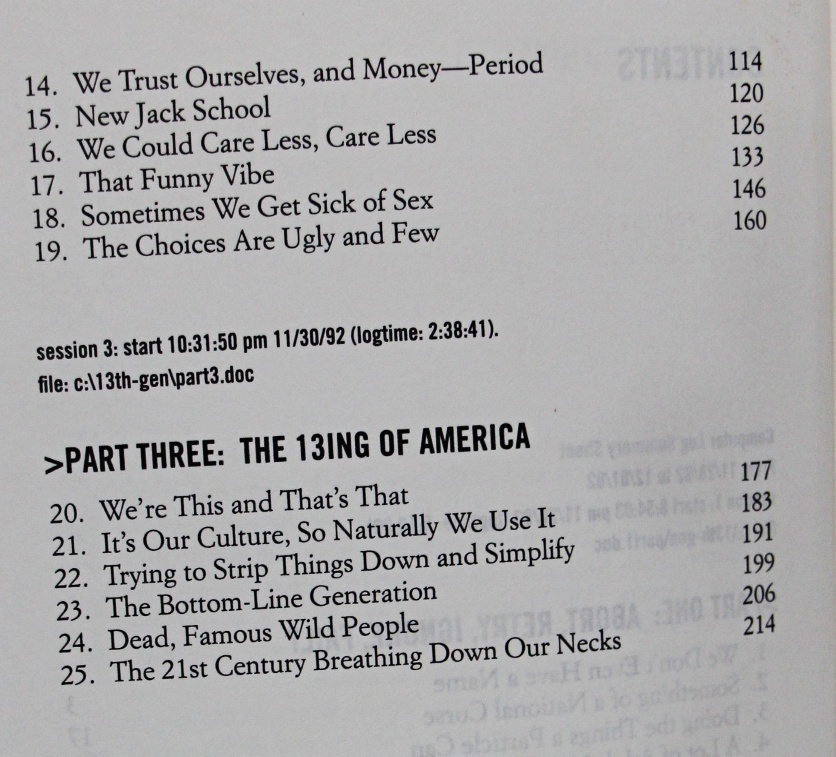 14. We Trust Ourselves, and Money—Period 114
15. New Jack School 120
16. We Could Care Less, Care Less 126
17. That Funny Vibe 133
18. Sometimes We Get Sick of Sex 146
19. The Choices Are Ugly and Few 160
session 3: start 10:31:50 pm 11/30/92 (logtime: 2:38:41).
file: c:\13th-gen\part3.doc
>PART THREE: THE 13ING OF AMERICA
20. We're This and That's That 177
21. It's Our Culture, So Naturally We Use It 183
22. Trying to Strip Things Down and Simplify 191
23. The Bottom-Line Generation 199
24. Dead, Famous Wild People 206
25. The 21st Century Breathing Down Our Necks 214